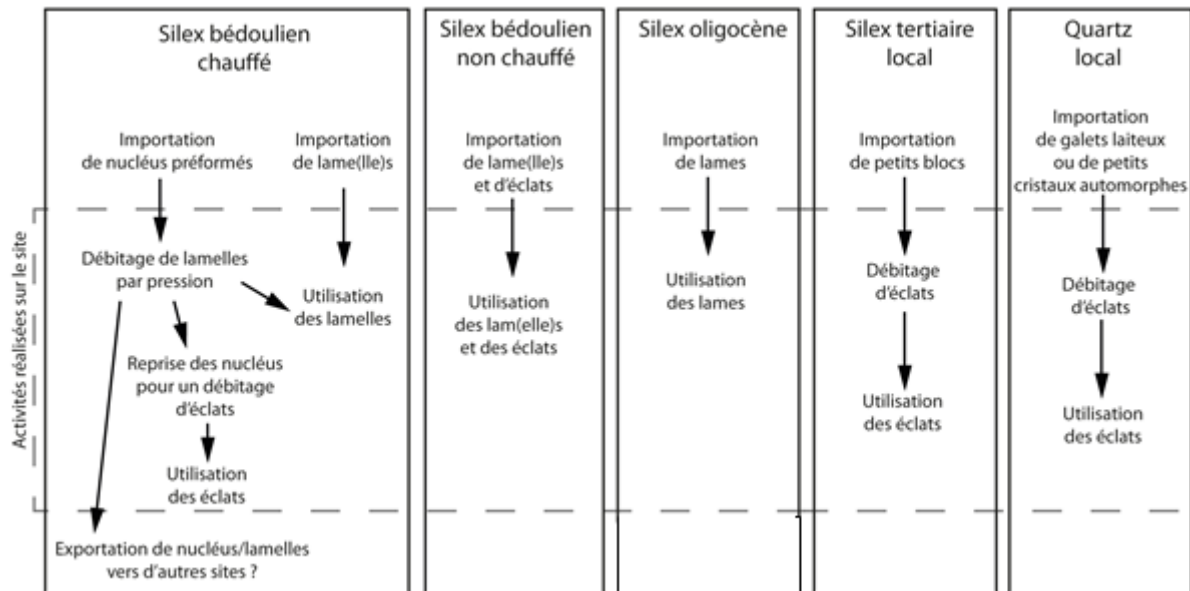 Silex bédoulien
chauffé
Importation
de nucléus préformés
Importation
de lame(lle)s
Débitage de lamelles
par pression
Utilisation
des lamelles
Reprise des nucléus
pour un débitage
d'éclats
Utilisation
des éclats
Exportation de nucléus/lamelles
vers d'autres sites ?
Silex bédoulien
non chauffé
Importation
de lame(lle)s
et d'éclats
Utilisation
des lam(elle)s
et des éclats
Silex oligocène
Importation
de lames
Utilisation
des lames
Silex tertiaire
local
Importation
de petits blocs
Débitage
d'éclats
Utilisation
des éclats
Quartz
local
Importation
de galets laiteux
ou de petits
cristaux automorphes
Débitage
d'éclats
Utilisation
des éclats
Activités réalisées sur le site